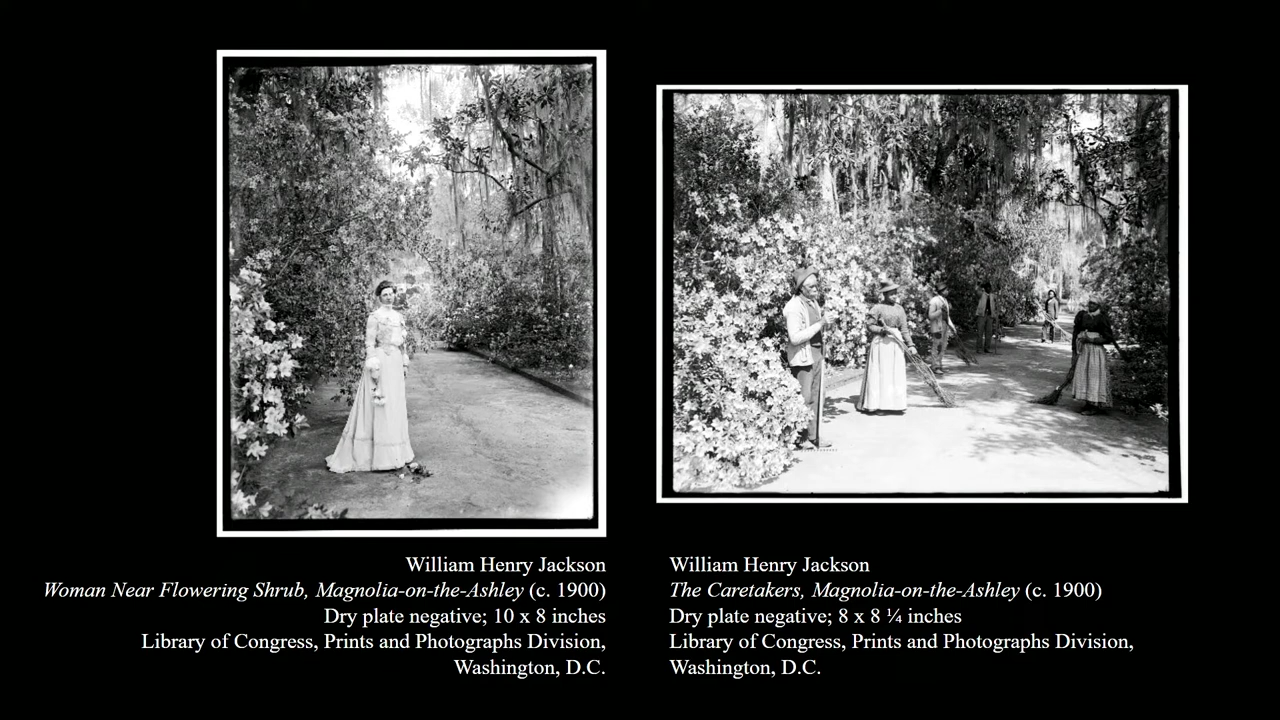 William Henry Jackson
Woman Near Flowering Shrub, Magnolia-on-the-Ashley (c. 1900)
Dry plate negative; 10 x 8 inches
Library of Congress, Prints and Photographs Division,
Washington, D.C.
William Henry Jackson
The Caretakers, Magnolia-on-the-Ashley (c. 1900)
Dry plate negative; 8 x 8 ¼ inches
Library of Congress, Prints and Photographs Division,
Washington, D.C.